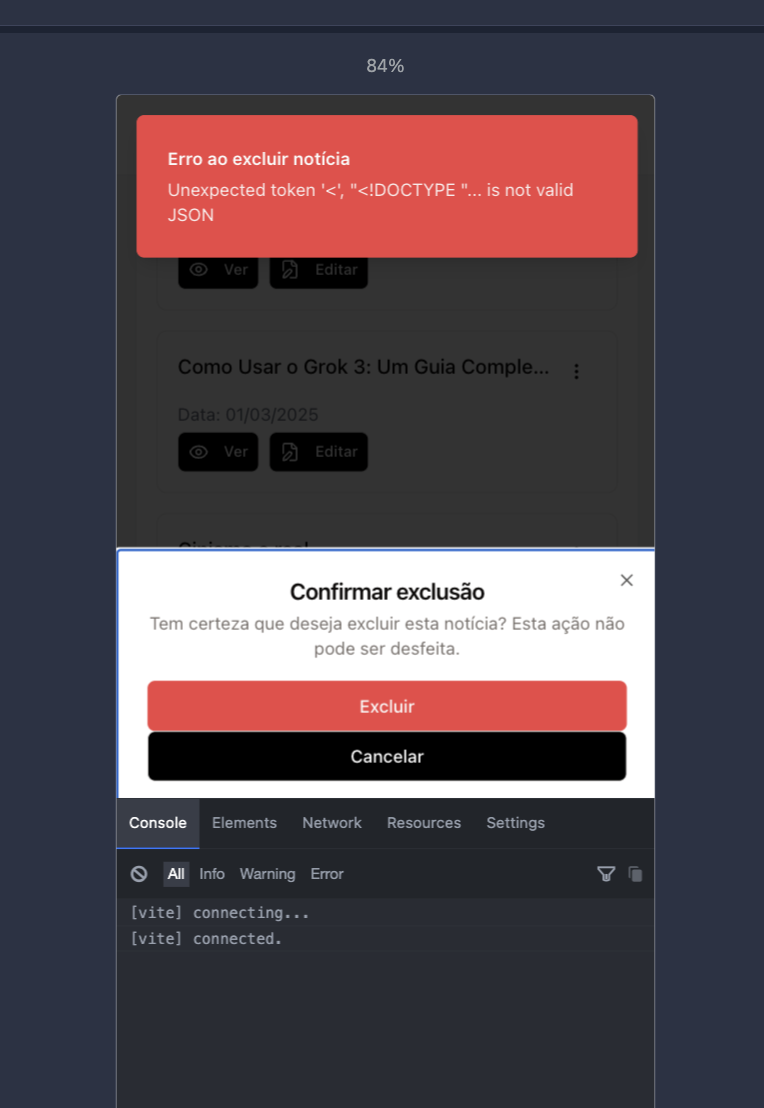 84%
Erro ao excluir notícia
Unexpected token '<', "<!DOCTYPE "... is not valid
JSON
Ver Editar
Como Usar o Grok 3: Um Guia Comple...
Data: 01/03/2025
Ver Editar
Confirmar exclusão
Tem certeza que deseja excluir esta notícia? Esta ação não
pode ser desfeita.
Excluir
Cancelar
Console Elements Network Resources Settings
All Info Warning Error
[vite] connecting...
[vite] connected.